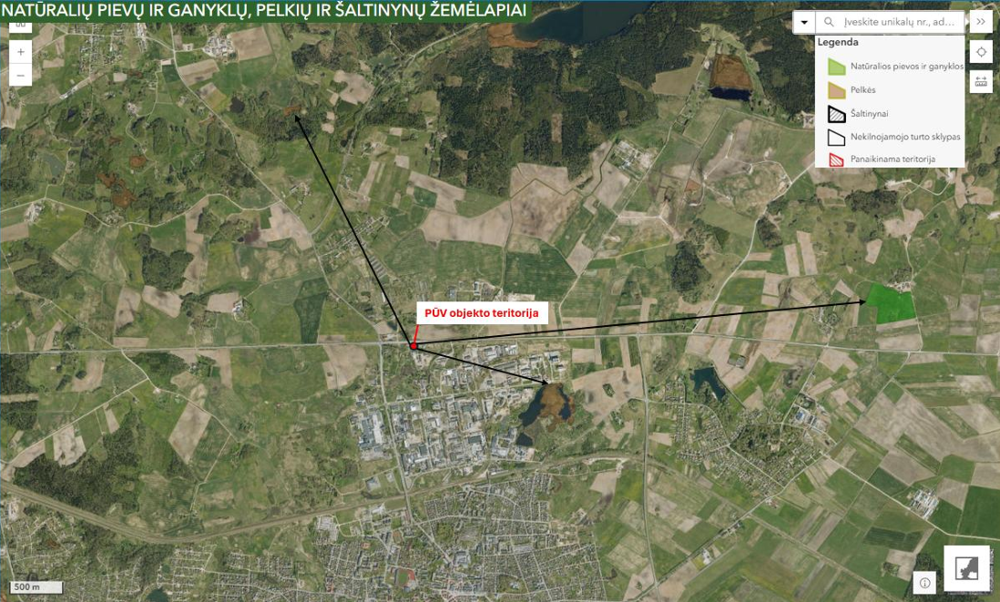 NATŪRALIŲ PIEVŲ IR GANYKLŲ, PELKIŲ IR ŠALTINYNŲ ŽEMĖLAPIAI
Įveskite unikalų nr., ad...
Legenda
Natūralios pievos ir ganyklos
Pelkės
Šaltinynai
Nekilnojamojo turto sklypas
Panaikinama teritorija
PŪV objekto teritorija
500 m